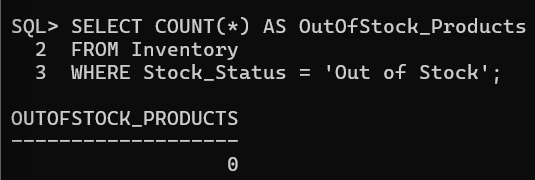 SQL> SELECT COUNT(*) AS OutOfStock_Products
  2  FROM Inventory
  3  WHERE Stock_Status = 'Out of Stock';

OUTOFSTOCK_PRODUCTS
-------------------
                  0